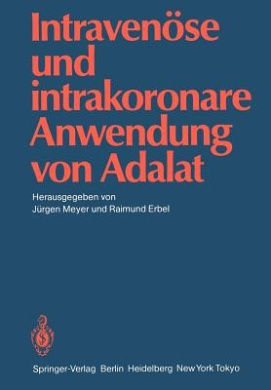 Intravenöse
und
intrakoronare
Anwendung
von Adalat
Herausgegeben von
Jürgen Meyer und Raimund Erbel
Springer-Verlag Berlin Heidelberg New York Tokyo